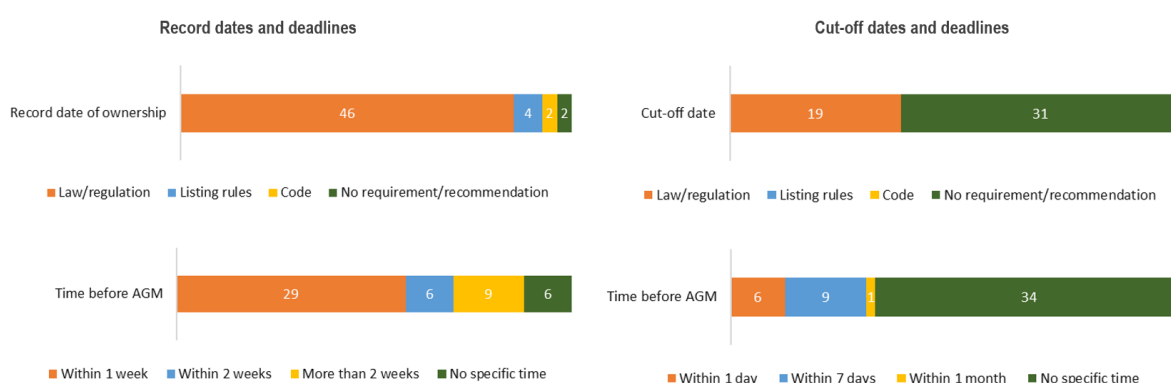 Record dates and deadlines
Record date of ownership
46
4
2
2
Law/regulation Listing rules Code No requirement/recommendation
Time before AGM
29
6
9
6
Within 1 week Within 2 weeks More than 2 weeks No specific time
Cut-off dates and deadlines
Cut-off date
19
31
Law/regulation Listing rules Code No requirement/recommendation
Time before AGM
6
9
1
34
Within 1 day Within 7 days Within 1 month No specific time